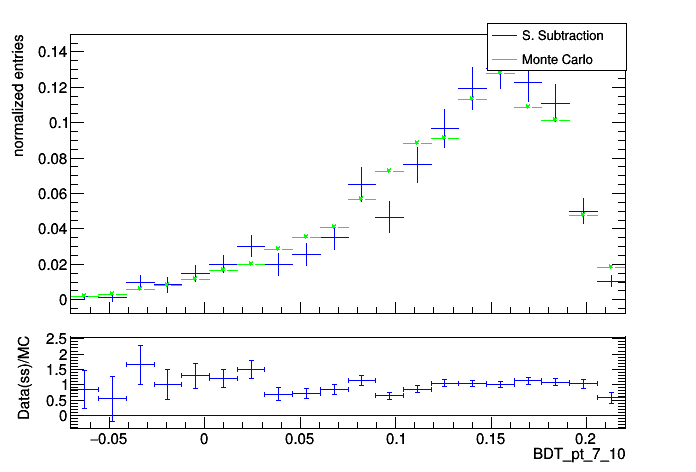 normalized entries
S. Subtraction
Monte Carlo
0.14
0.12
0.1
0.08
0.06
0.04
0.02
0
Data(ss)/MC
2.5
2
1.5
1
0.5
0
−0.05 0 0.05 0.1 0.15 0.2
BDT_pt_7_10